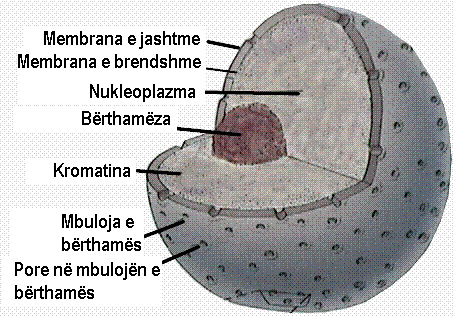 Membrana e jashtme
Membrana e brendshme
Nukleoplazma
Bërthamëza
Kromatina
Mbuloja e
bërthamës
Pore në mbulojën e
bërthamës